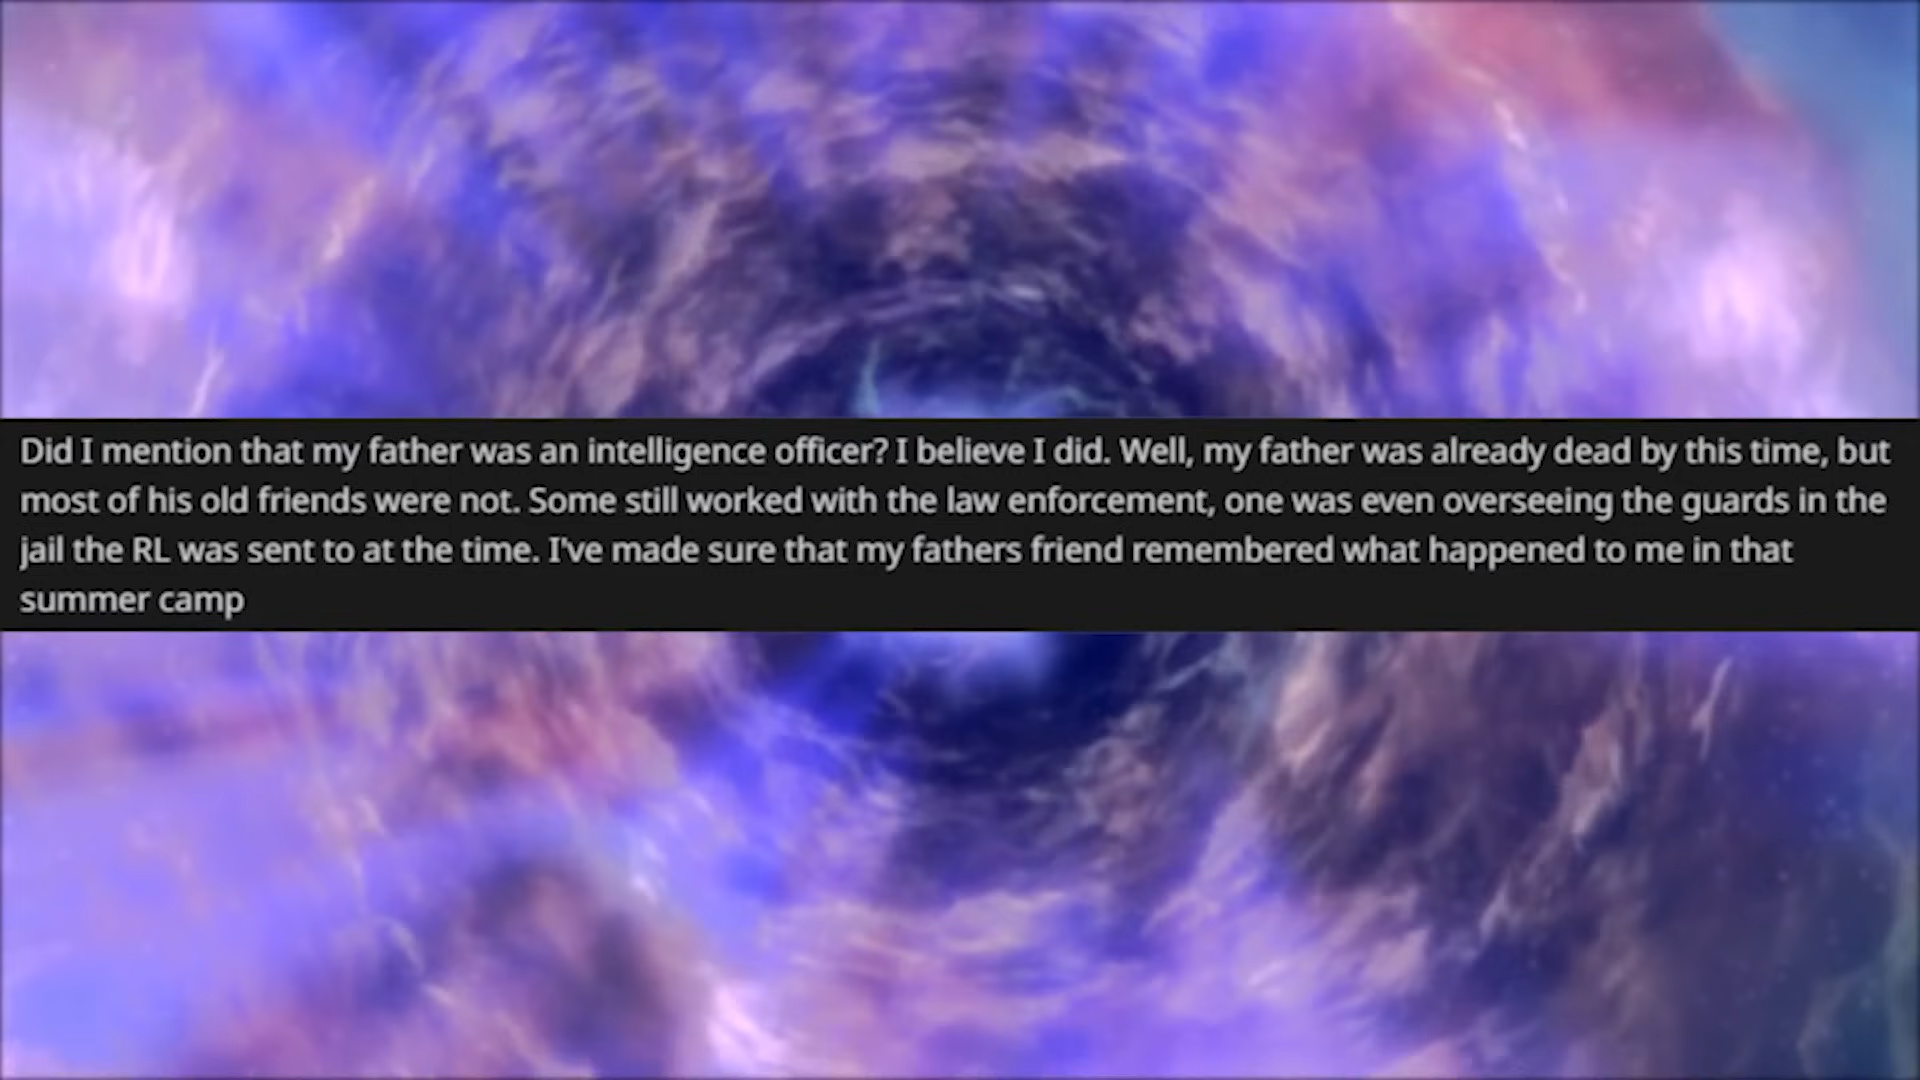 Did I mention that my father was an intelligence officer? I believe I did. Well, my father was already dead by this time, but
most of his old friends were not. Some still worked with the law enforcement, one was even overseeing the guards in the
jail the RL was sent to at the time. I've made sure that my fathers friend remembered what happened to me in that
summer camp